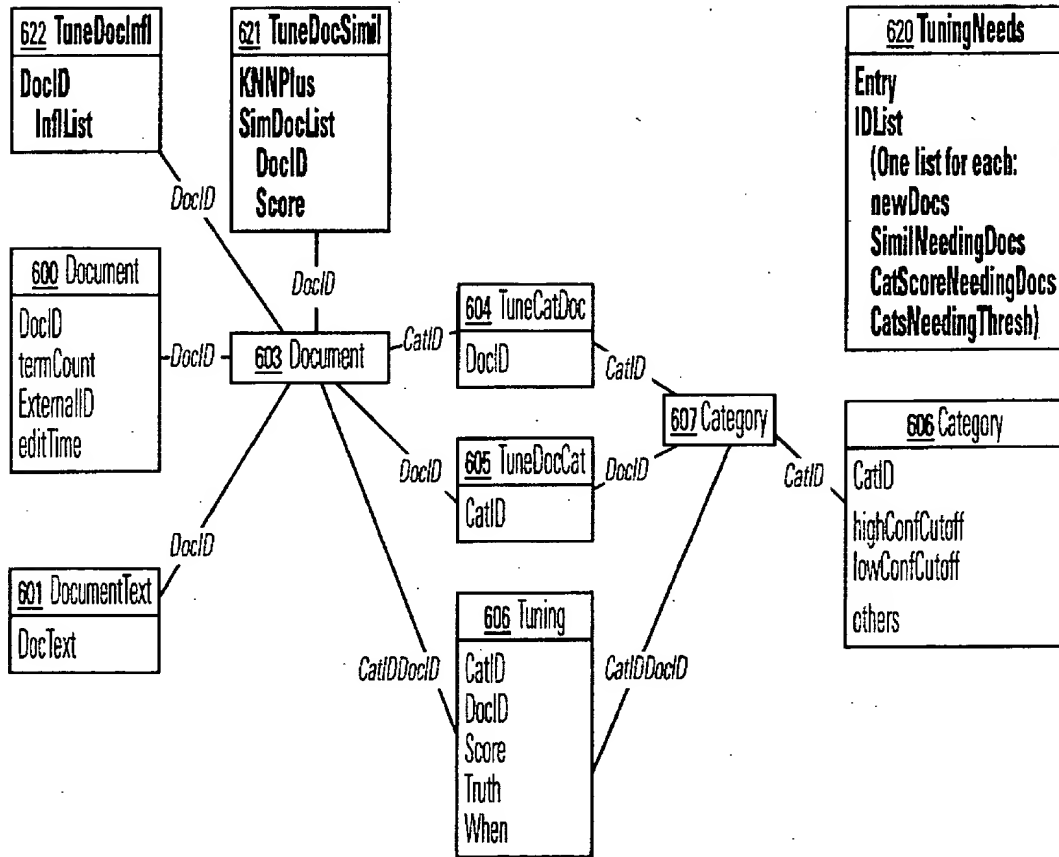 622 TuneDocInfl
DocID
InflList
621 TuneDocSimil
KNNPlus
SimDocList
DocID
Score
620 TuningNeeds
Entry
IDList
(One list for each:
newDocs
SimilNeedingDocs
CatScoreNeedingDocs
CatsNeedingThresh)
DocID
DocID
600 Document
DocID
termCount
ExternalID
editTime
DocID
603 Document
CatID
604 TuneCatDoc
DocID
CatID
607 Category
DocID
605 TuneDocCat
CatID
DocID
CatID
606 Category
CatID
highConfCutoff
lowConfCutoff
others
DocID
601 DocumentText
DocText
CatIDDocID
606 Tuning
CatID
DocID
Score
Truth
When
CatIDDocID